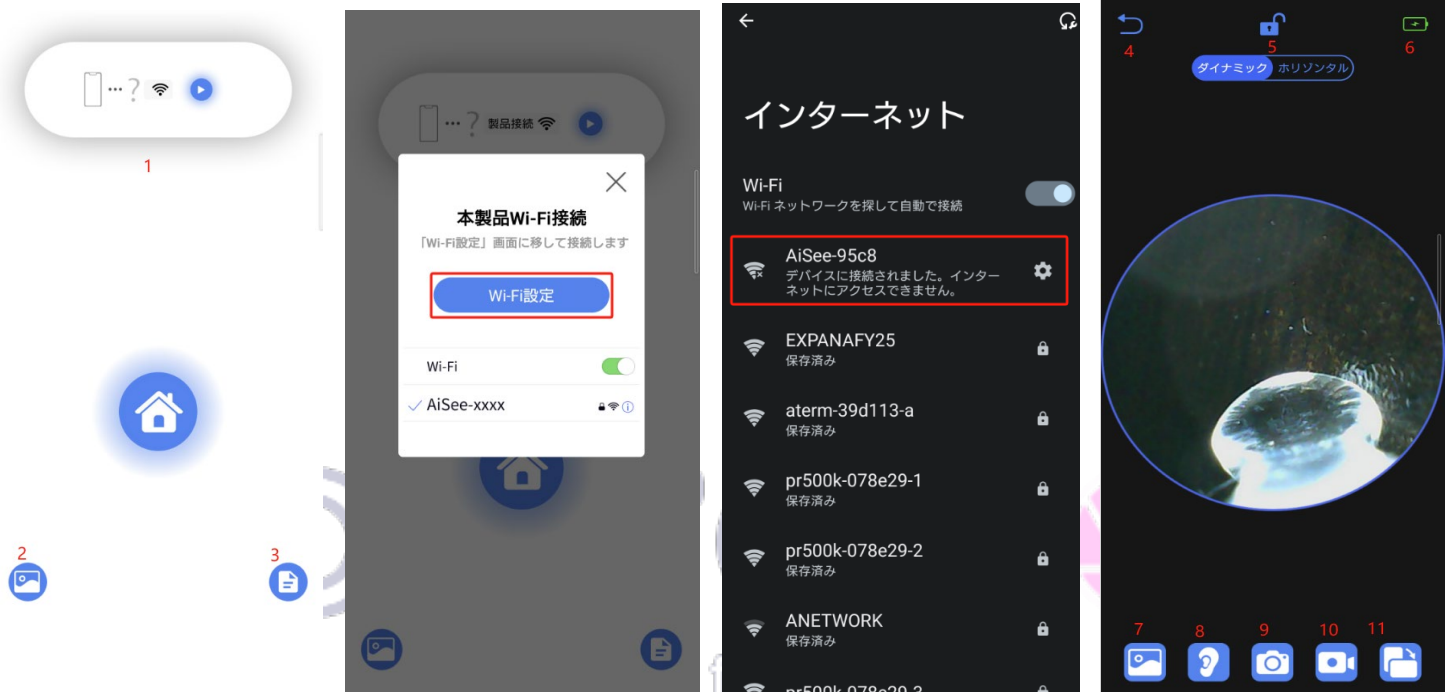 1
2
3
製品接続
本製品Wi-Fi接続
「Wi-Fi設定」画面に移して接続します
Wi-Fi設定
Wi-Fi
AiSee-xxxx
インターネット
Wi-Fi
Wi-Fi ネットワークを探して自動で接続
AiSee-95c8
デバイスに接続されました。インター
ネットにアクセスできません。
EXPANAFY25
保存済み
aterm-39d113-a
保存済み
pr500k-078e29-1
保存済み
pr500k-078e29-2
保存済み
ANETWORK
保存済み
pr500k-078e29-3
4
5
6
ダイナミック
ホリゾンタル
7
8
9
10
11